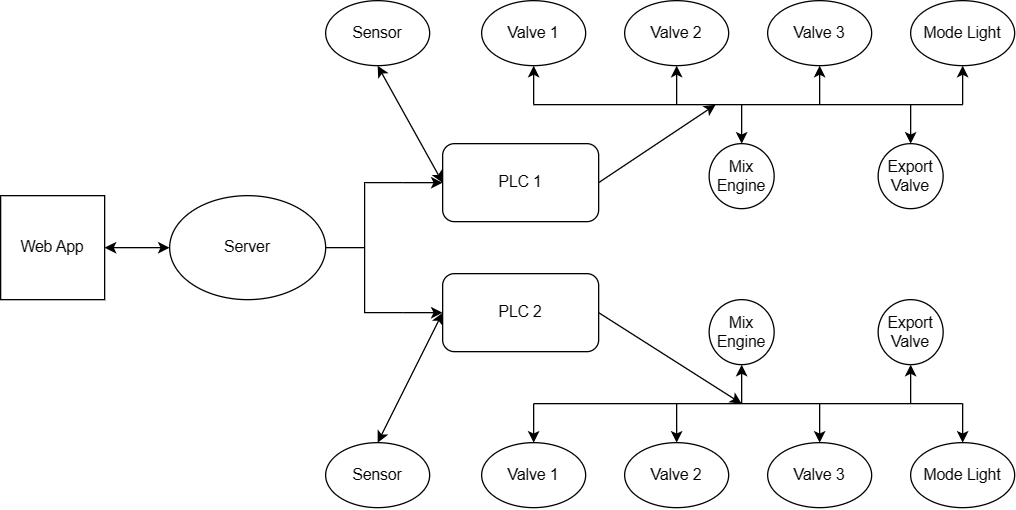 Sensor
Valve 1
Valve 2
Valve 3
Mode Light
PLC 1
Mix
Engine
Export
Valve
Web App
Server
PLC 2
Mix
Engine
Export
Valve
Sensor
Valve 1
Valve 2
Valve 3
Mode Light